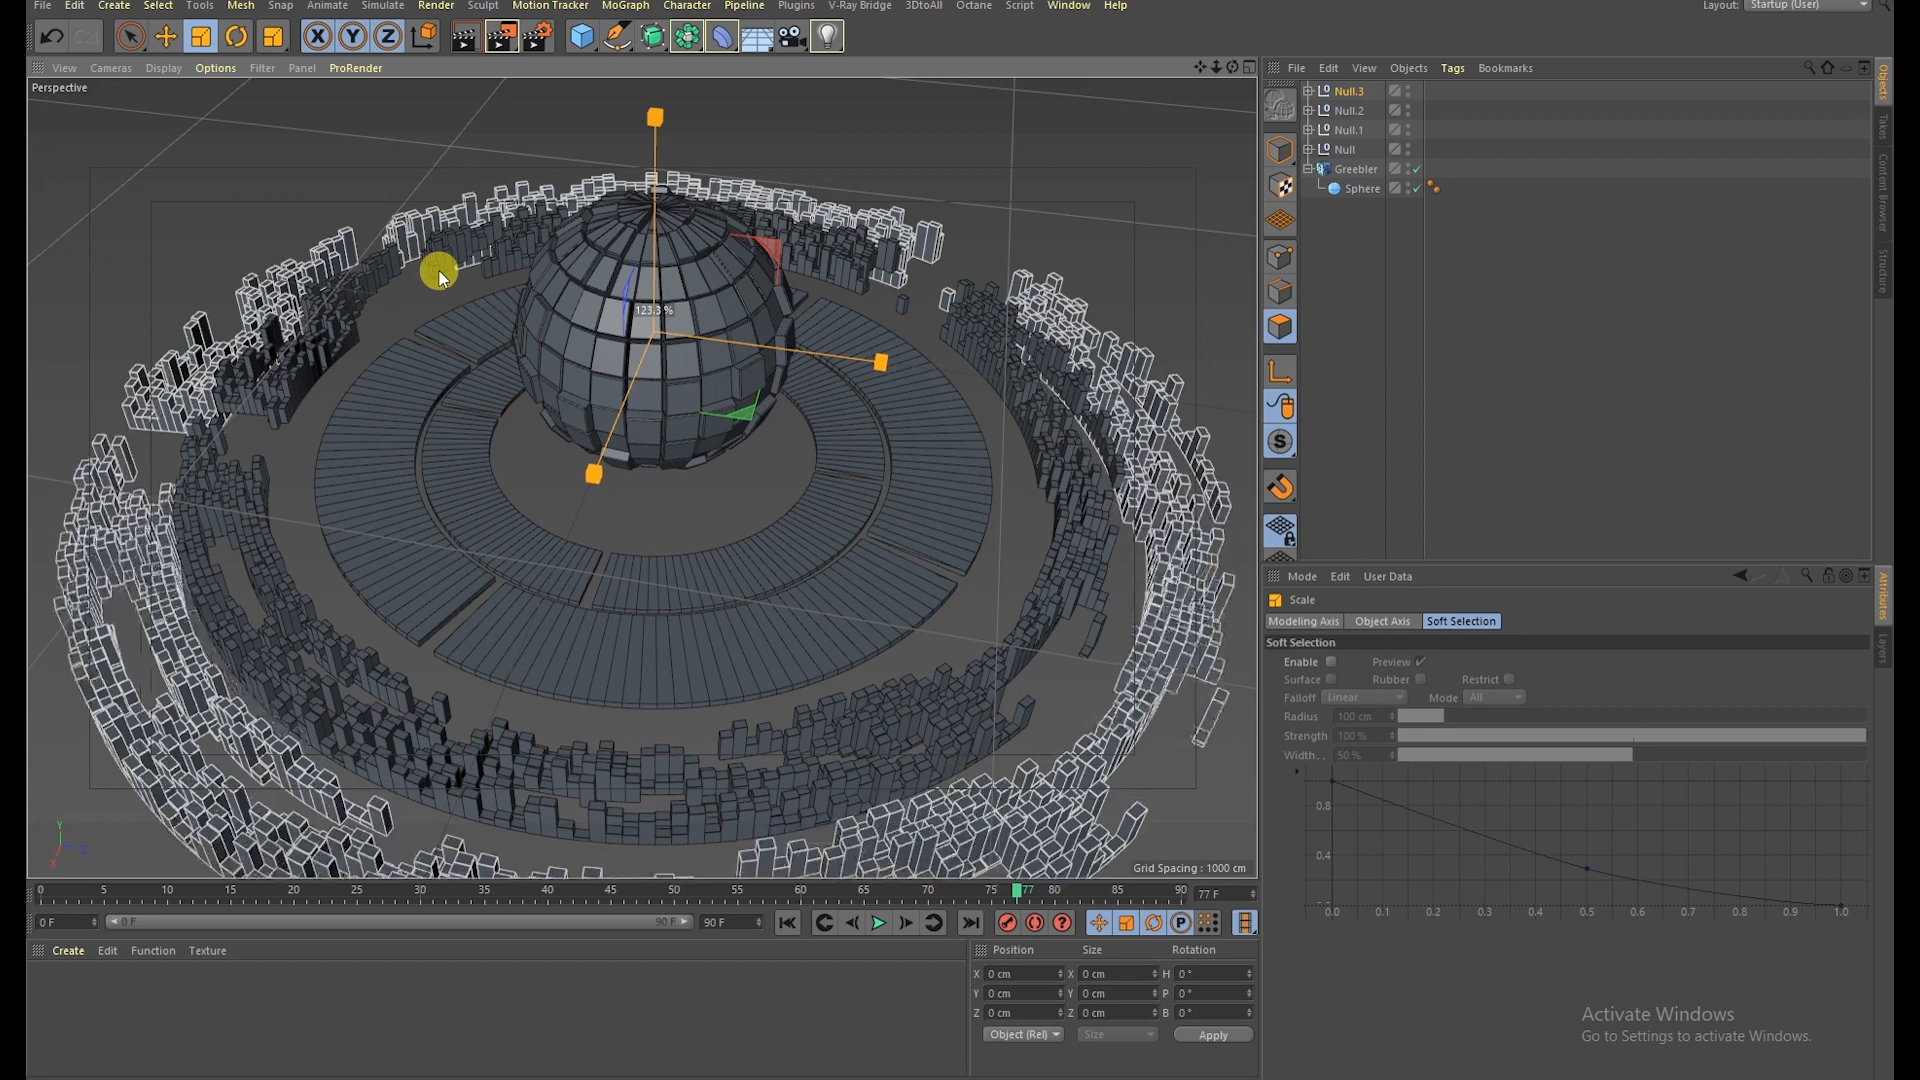 File Edit Create Select Tools Mesh Snap Animate Simulate Render Sculpt Motion Tracker MoGraph Character Pipeline Plugins V-Ray Bridge 3DtoAll Octane Script Window Help
Layout: Startup (User)
View Cameras Display Options Filter Panel ProRender
File Edit View Objects Tags Bookmarks
Perspective
Null.3
Null.2
Null.1
Null
Greebler
Sphere
Objects
Takes
Content Browser
Structure
123.3 %
Mode Edit User Data
Scale
Modeling Axis Object Axis Soft Selection
Soft Selection
Enable Preview
Surface Rubber Restrict
Falloff Linear Mode All
Radius 100 cm
Strength 100 %
Width. . 50 %
0.8
0.4
0.0 0.1 0.2 0.3 0.4 0.5 0.6 0.7 0.8 0.9 1.0
Attributes
Layers
Y
X
Z
Grid Spacing : 1000 cm
0 5 10 15 20 25 30 35 40 45 50 55 60 65 70 75 77 80 85 90 77 F
0 F 0 F 90 F 90 F
Create Edit Function Texture
Position Size Rotation
X 0 cm X 0 cm H 0 °
Y 0 cm Y 0 cm P 0 °
Z 0 cm Z 0 cm B 0 °
Object (Rel) Size Apply
Activate Windows
Go to Settings to activate Windows.